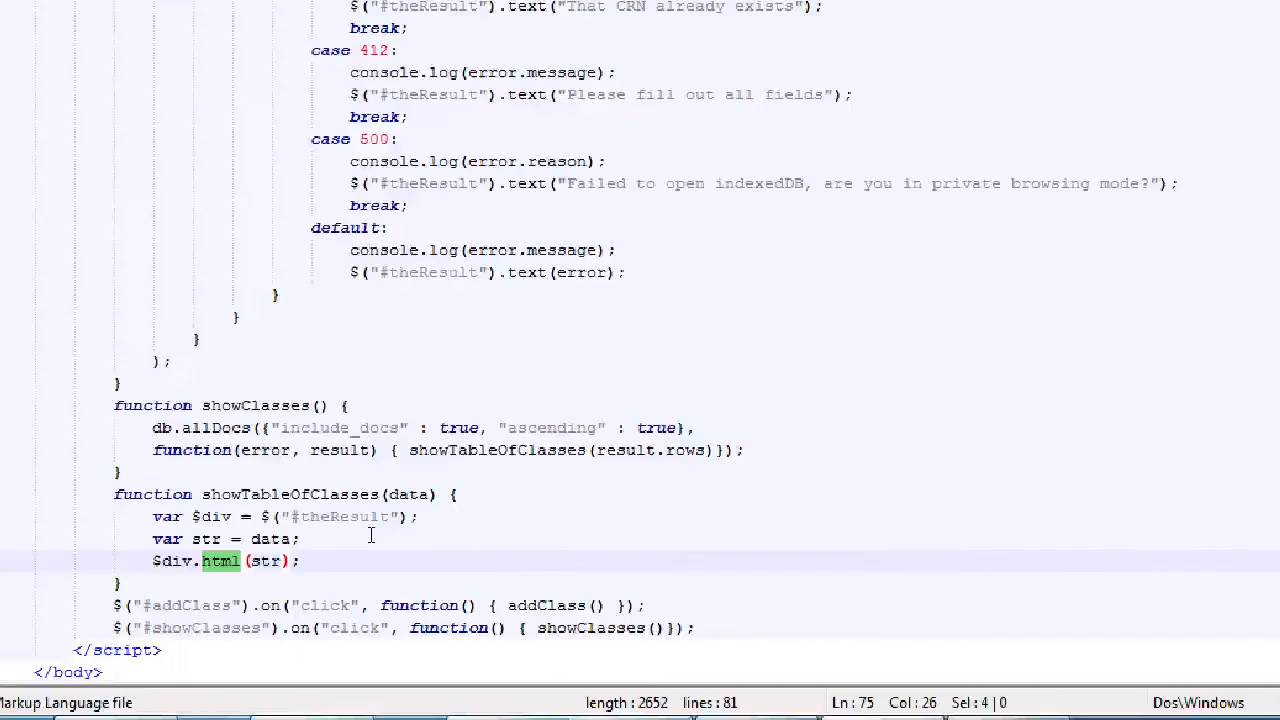 $("#theResult").text("That CRN already exists");
break;
case 412:
console.log(error.message);
$("#theResult").text("Please fill out all fields");
break;
case 500:
console.log(error.reason);
$("#theResult").text("Failed to open indexedDB, are you in private browsing mode?");
break;
default:
console.log(error.message);
$("#theResult").text(error);
}
}
}
);
}
function showClasses() {
db.allDocs({"include_docs" : true, "ascending" : true},
function(error, result) { showTableOfClasses(result.rows)});
}
function showTableOfClasses(data) {
var $div = $("#theResult");
var str = data;
$div.html(str);
}
$("#addClass").on("click", function() { addClass() });
$("#showClasses").on("click", function() { showClasses()});
</script>
</body>
Markup Language file length : 2652 lines : 81 Ln : 75 Col : 26 Sel : 4 | 0 Dos\Windows